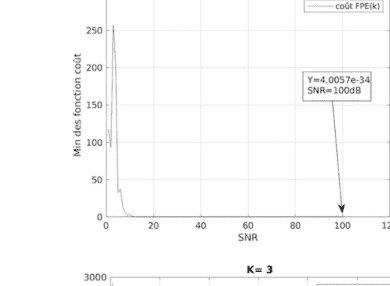 coût FPE(k)
250
200
150
100
50
0
Min des fonction coût
Y=4.0057e-34
SNR=100dB
0 20 40 60 80 100
SNR
K= 3
3000